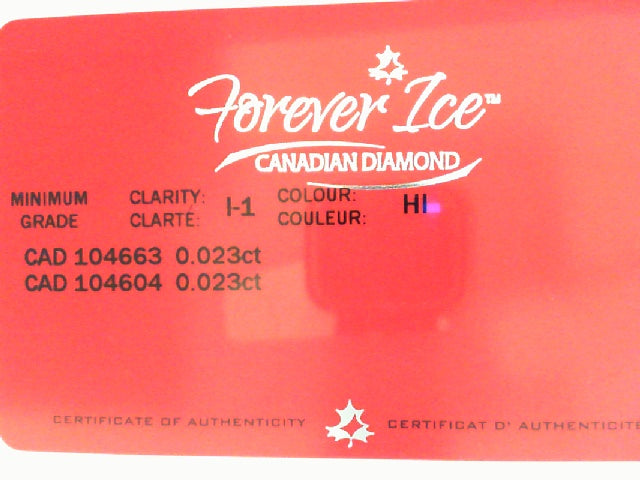 Forever Ice™
CANADIAN DIAMOND
MINIMUM GRADE
CLARITY: CLARTÉ: I-1
COLOUR: COULEUR: HI
CAD 104663 0.023ct
CAD 104604 0.023ct
CERTIFICATE OF AUTHENTICITY CERTIFICAT D' AUTHENTICITÉ